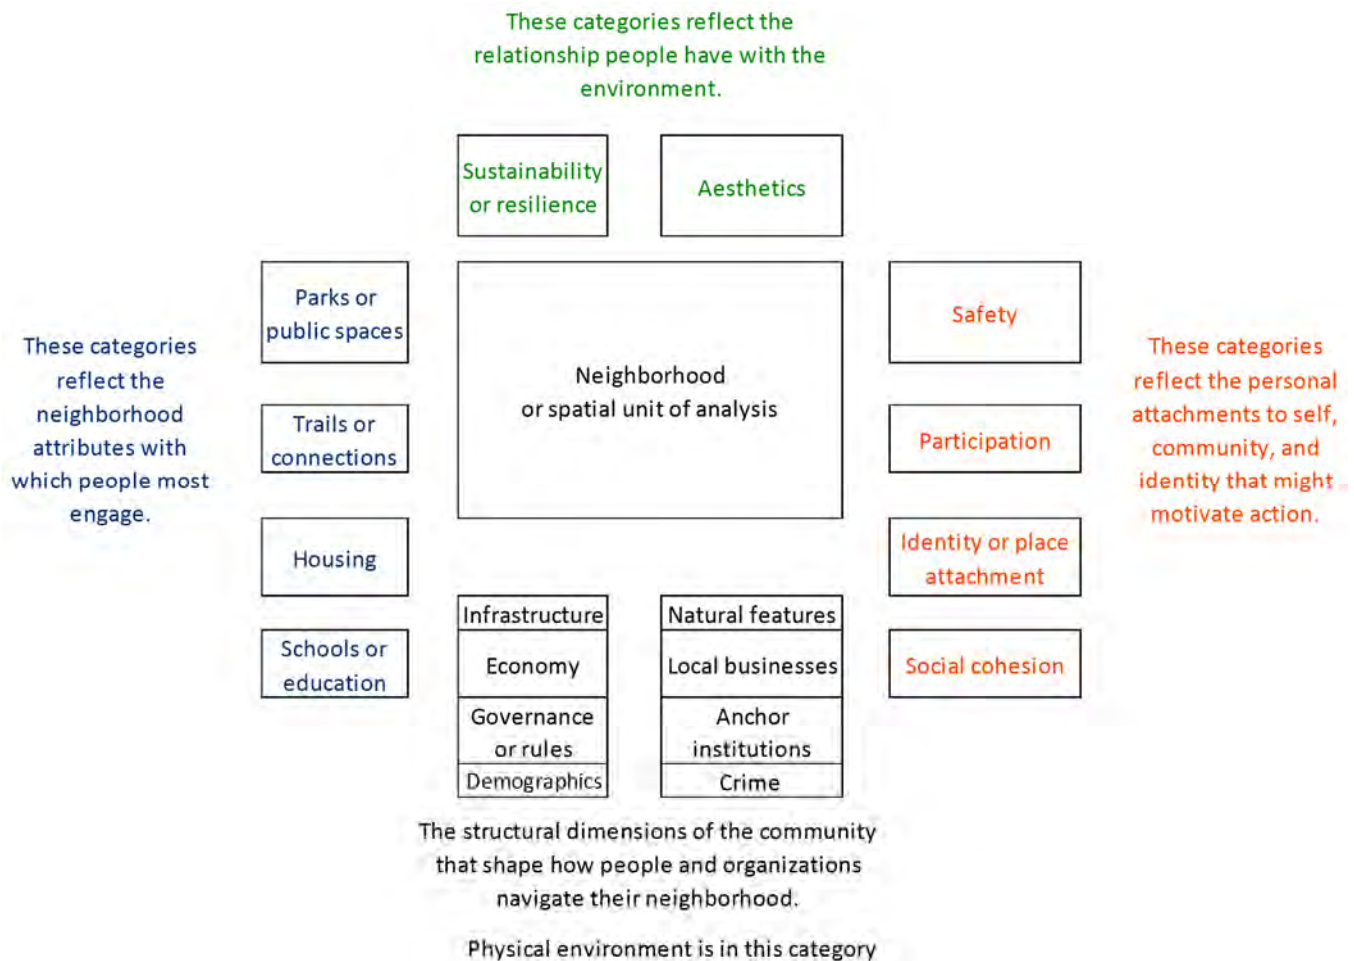 These categories reflect the
relationship people have with the
environment.
Sustainability
or resilience
Aesthetics
These categories
reflect the
neighborhood
attributes with
which people most
engage.
Parks or
public spaces
Trails or
connections
Housing
Schools or
education
Neighborhood
or spatial unit of analysis
Safety
Participation
Identity or place
attachment
Social cohesion
These categories
reflect the personal
attachments to self,
community, and
identity that might
motivate action.
Infrastructure
Economy
Governance
or rules
Demographics
Natural features
Local businesses
Anchor
institutions
Crime
The structural dimensions of the community
that shape how people and organizations
navigate their neighborhood.
Physical environment is in this category